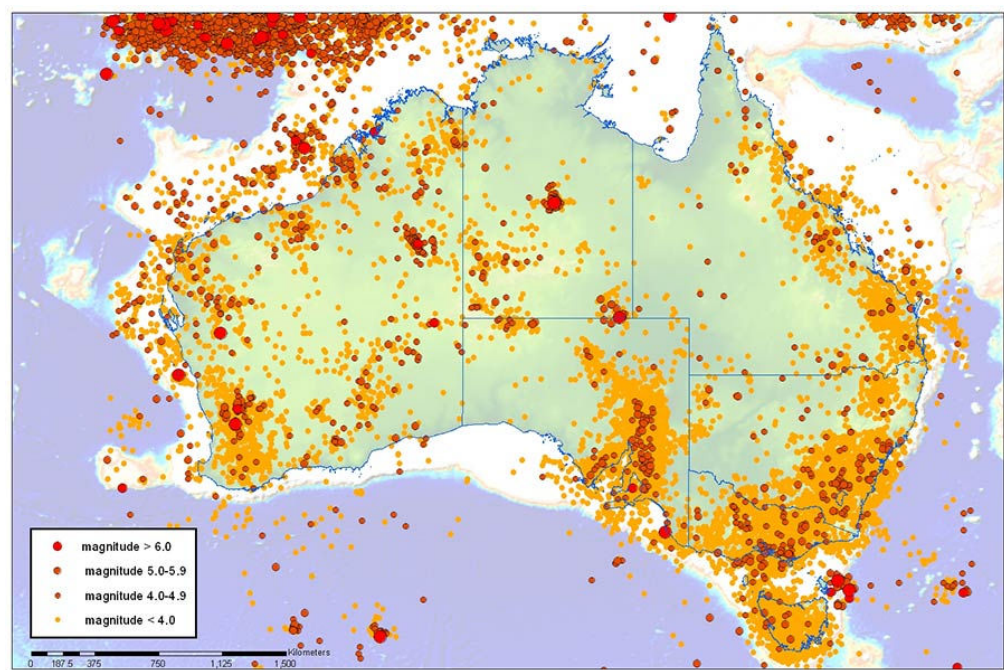 magnitude > 6.0
magnitude 5.0-5.9
magnitude 4.0-4.9
magnitude < 4.0
Kilometers
0 187.5 375 750 1,125 1,500